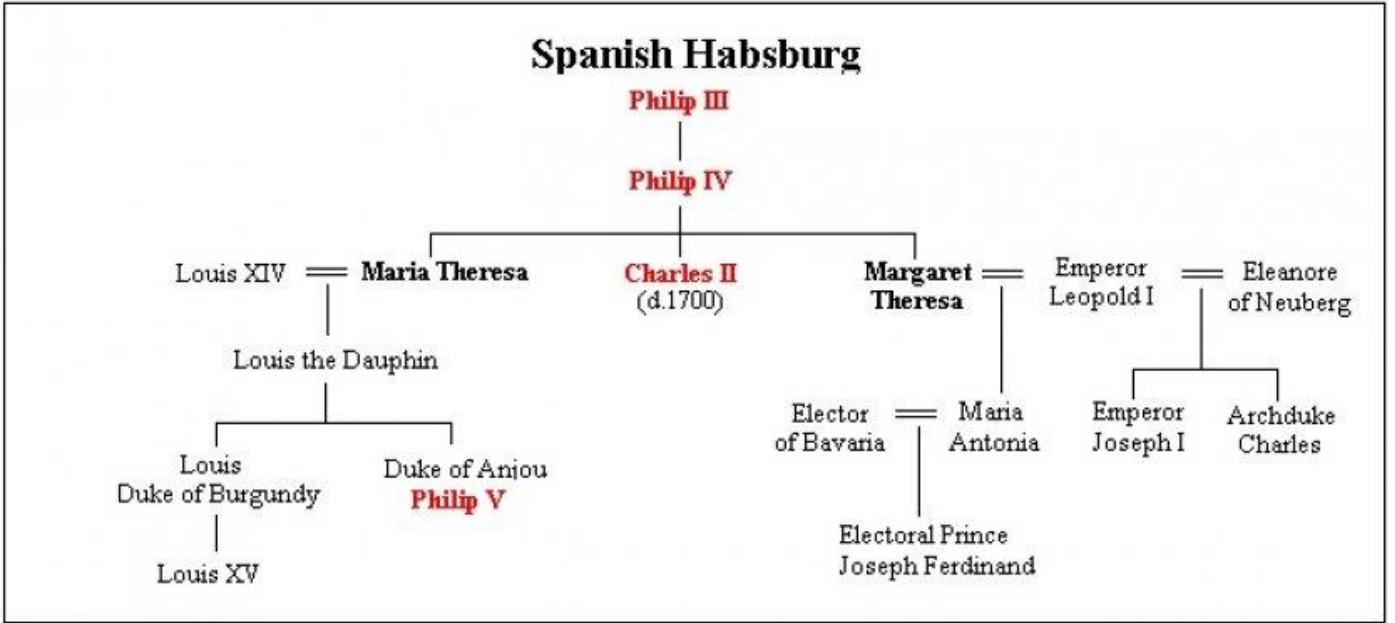 Spanish Habsburg
Philip III
Philip IV
Louis XIV
Maria Theresa
Charles II
(d.1700)
Margaret
Theresa
Emperor
Leopold I
Eleanore
of Neuberg
Louis the Dauphin
Elector
of Bavaria
Maria
Antonia
Emperor
Joseph I
Archduke
Charles
Louis
Duke of Burgundy
Duke of Anjou
Philip V
Electoral Prince
Joseph Ferdinand
Louis XV